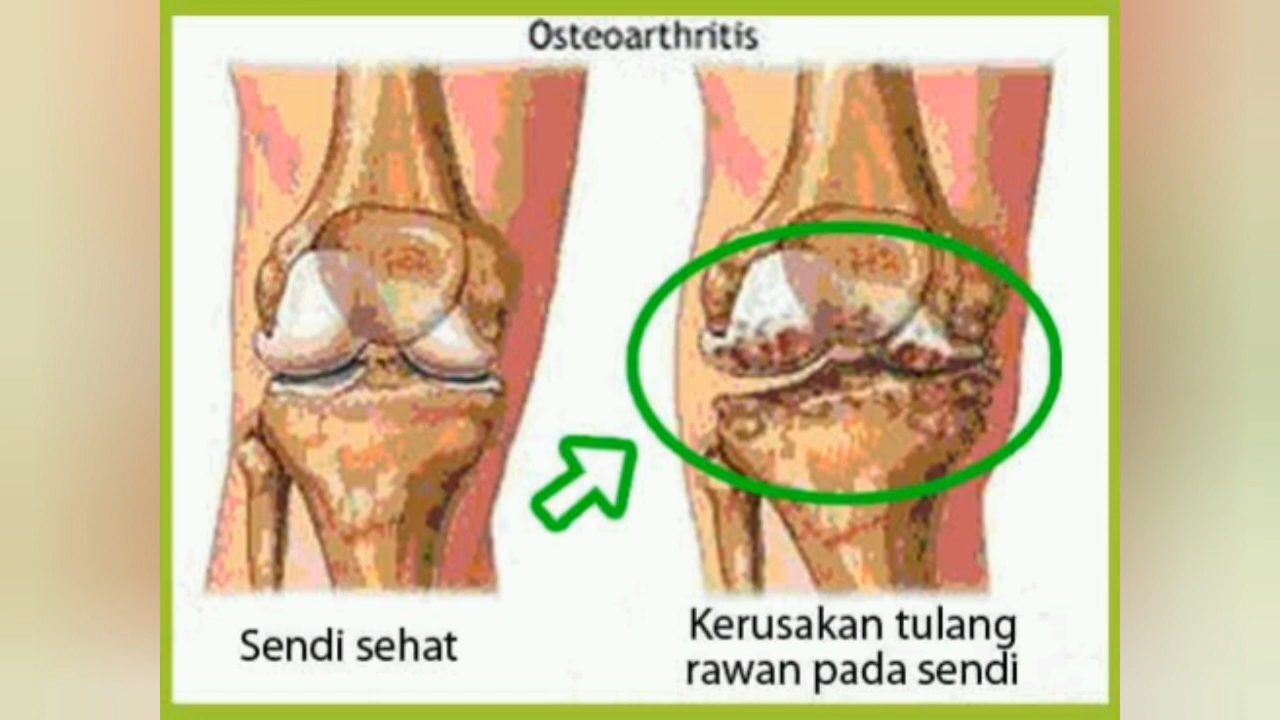 Osteoarthritis
Sendi sehat
Kerusakan tulang
rawan pada sendi